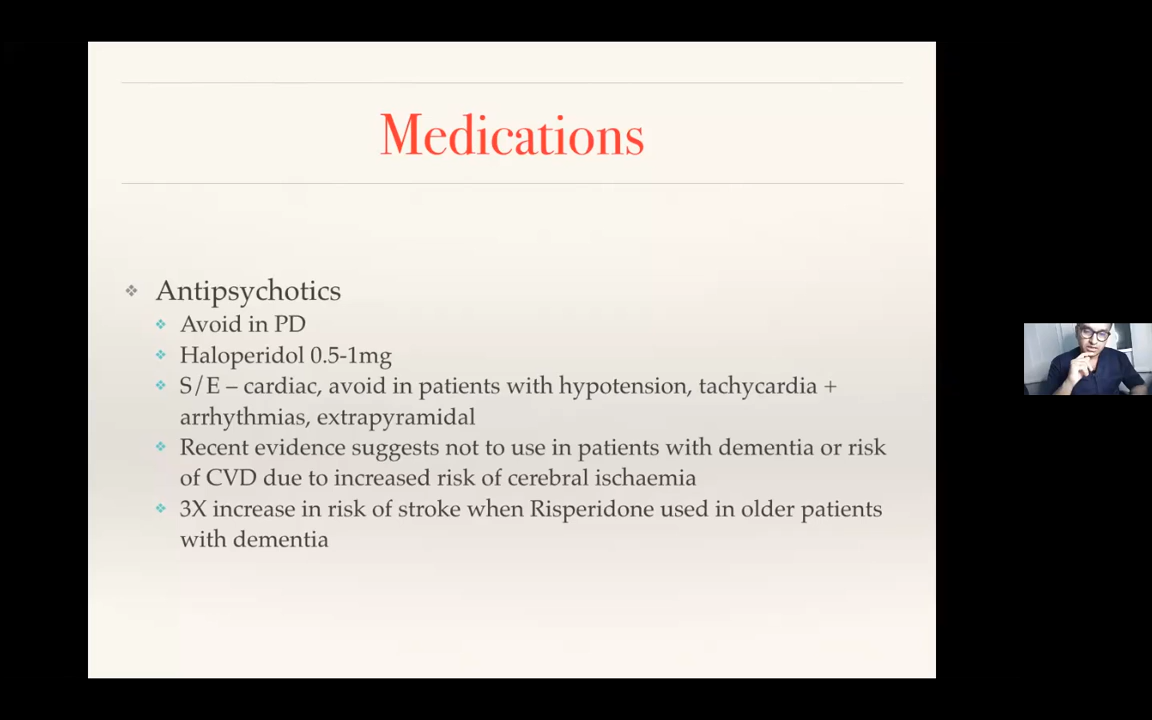 Medications
Antipsychotics
Avoid in PD
Haloperidol 0.5-1mg
S/E – cardiac, avoid in patients with hypotension, tachycardia +
arrhythmias, extrapyramidal
Recent evidence suggests not to use in patients with dementia or risk
of CVD due to increased risk of cerebral ischaemia
3X increase in risk of stroke when Risperidone used in older patients
with dementia